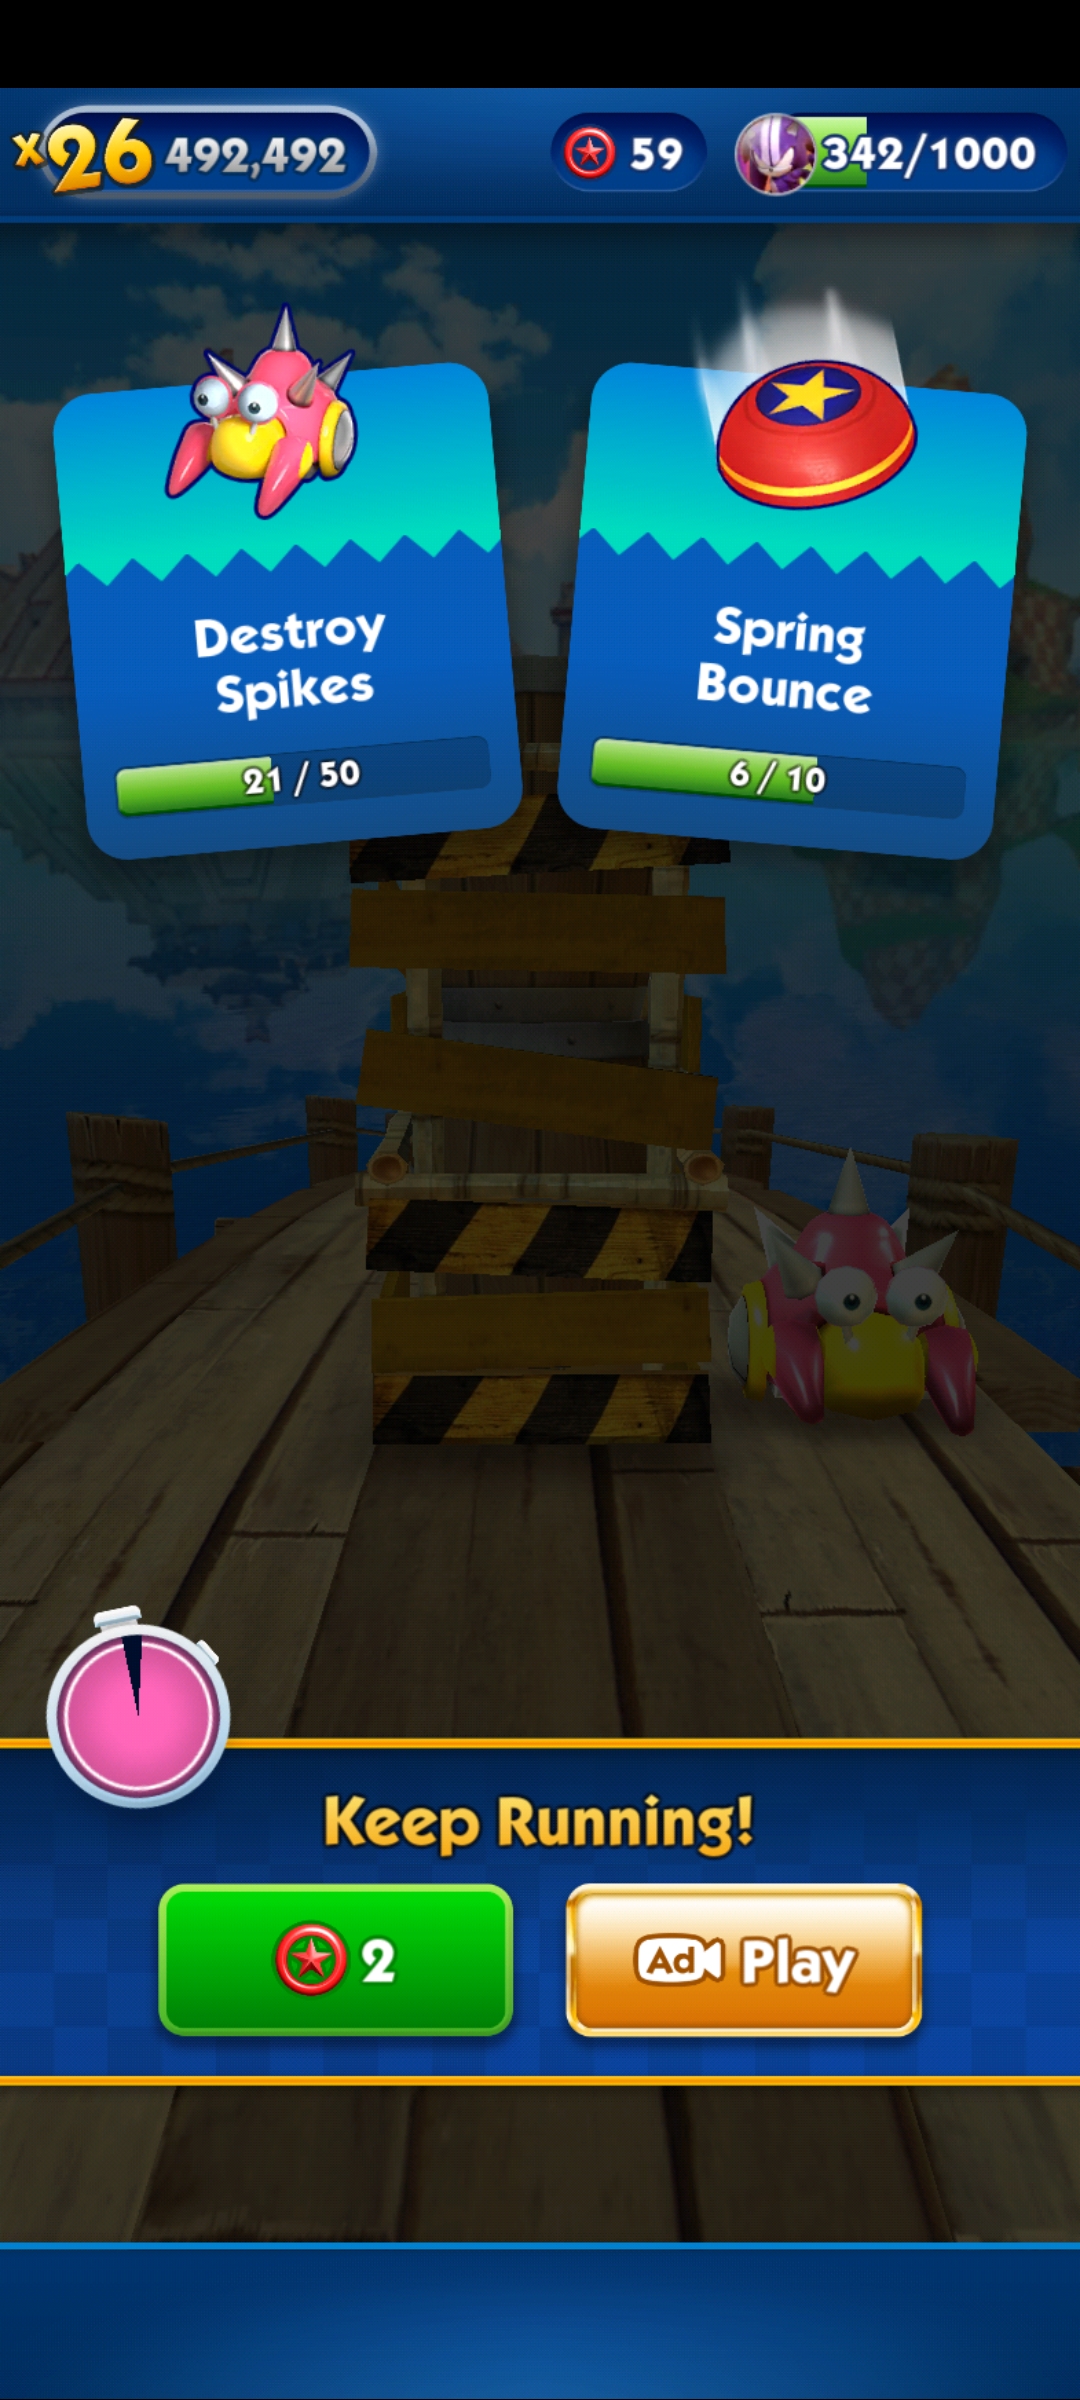 x26 492,492
59
342/1000
Destroy
Spikes
21 / 50
Spring
Bounce
6 / 10
Keep Running!
2
Ad Play